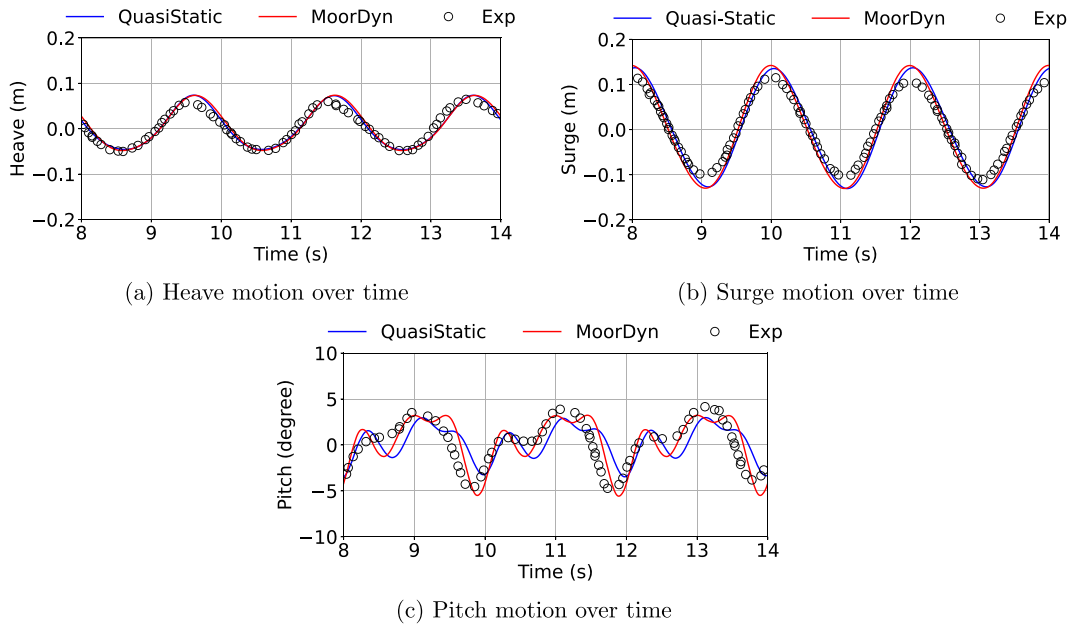 QuasiStatic MoorDyn Exp
0.2
0.1
0.0
−0.1
−0.2
Heave (m)
8 9 10 11 12 13 14
Time (s)
(a) Heave motion over time
Quasi-Static MoorDyn Exp
0.2
0.1
0.0
−0.1
−0.2
Surge (m)
8 9 10 11 12 13 14
Time (s)
(b) Surge motion over time
QuasiStatic MoorDyn Exp
10
5
0
−5
−10
Pitch (degree)
8 9 10 11 12 13 14
Time (s)
(c) Pitch motion over time